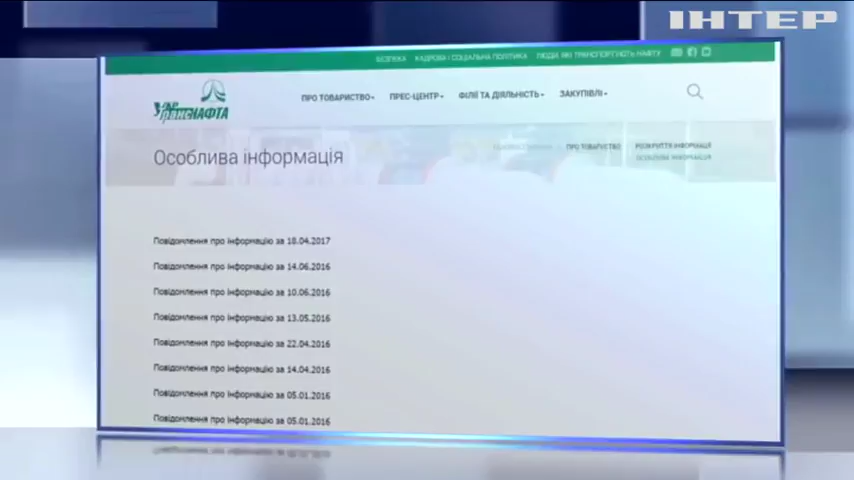 ІНТЕР
БЕЗПЕКА КАДРОВА І СОЦІАЛЬНА ПОЛІТИКА ЛЮДИ, ЯКІ ТРАНСПОРТУЮТЬ НАФТУ
УКР
ТРАНСНАФТА
ПРО ТОВАРИСТВО ПРЕС-ЦЕНТР ФІЛІЇ ТА ДІЯЛЬНІСТЬ ЗАКУПІВЛІ
Особлива інформація
ПРО ТОВАРИСТВО РОЗКРИТТЯ ІНФОРМАЦІЇ
ОСОБЛИВА ІНФОРМАЦІЯ
Повідомлення про інформацію за 18.04.2017
Повідомлення про інформацію за 14.06.2016
Повідомлення про інформацію за 10.06.2016
Повідомлення про інформацію за 13.05.2016
Повідомлення про інформацію за 22.04.2016
Повідомлення про інформацію за 14.04.2016
Повідомлення про інформацію за 05.01.2016
Повідомлення про інформацію за 05.01.2016